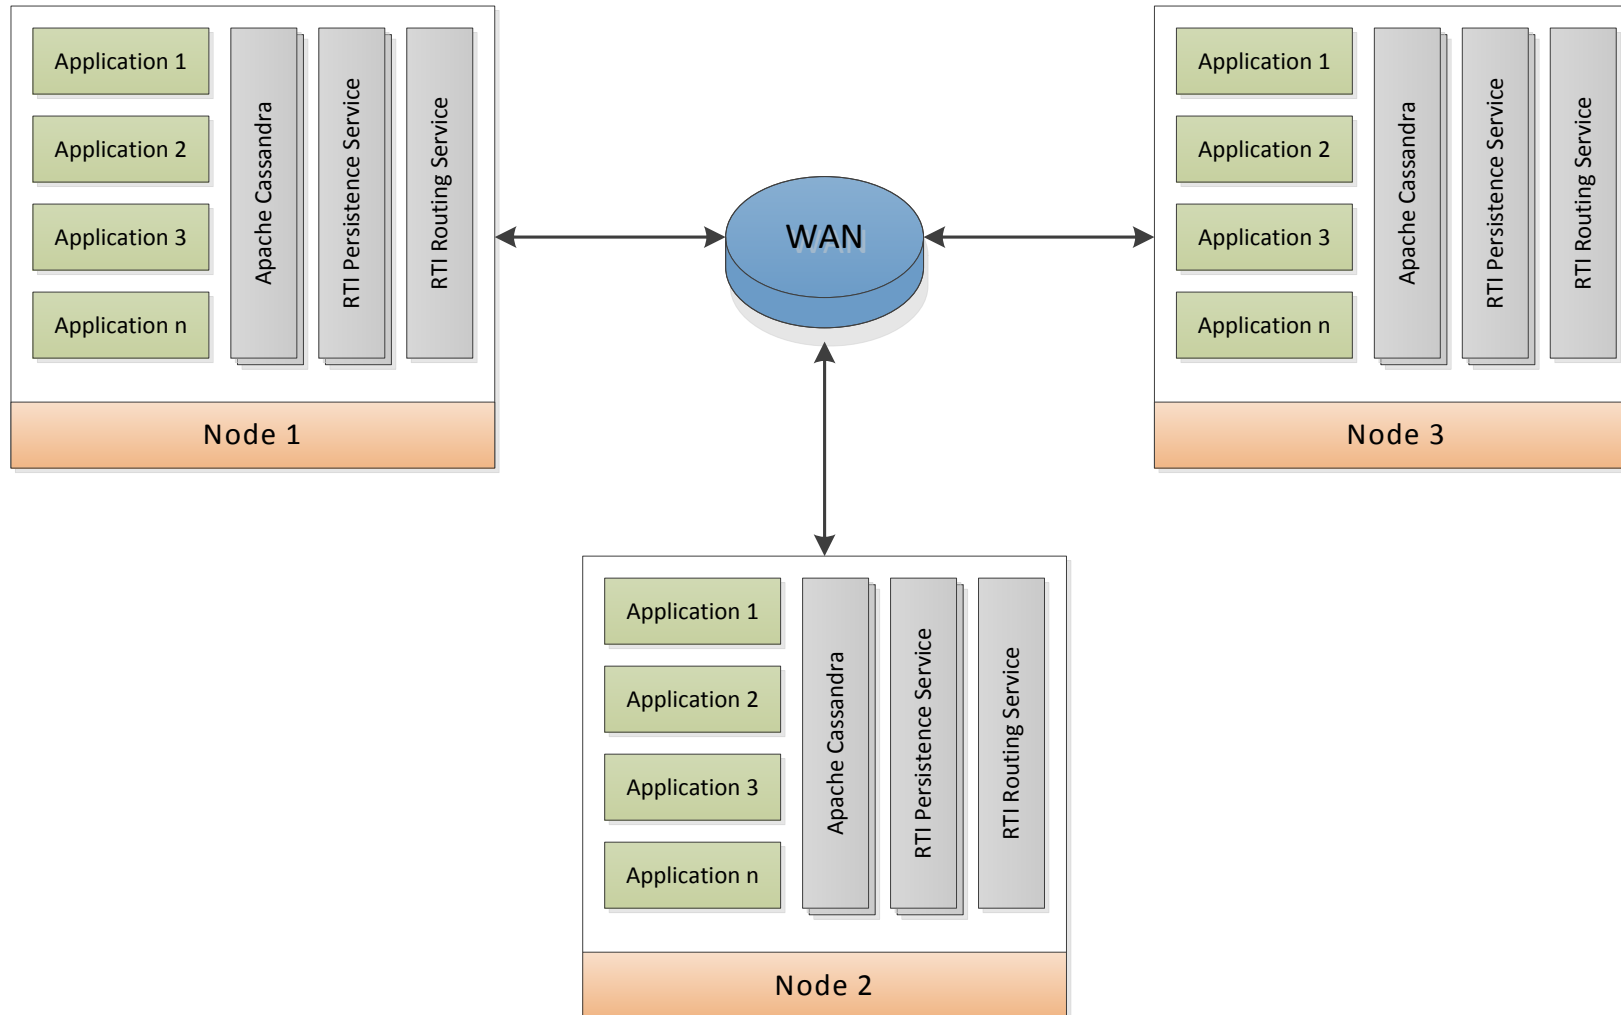 Application 1
Application 2
Application 3
Application n
Apache Cassandra
RTI Persistence Service
RTI Routing Service
Node 1
WAN
Application 1
Application 2
Application 3
Application n
Apache Cassandra
RTI Persistence Service
RTI Routing Service
Node 3
Application 1
Application 2
Application 3
Application n
Apache Cassandra
RTI Persistence Service
RTI Routing Service
Node 2